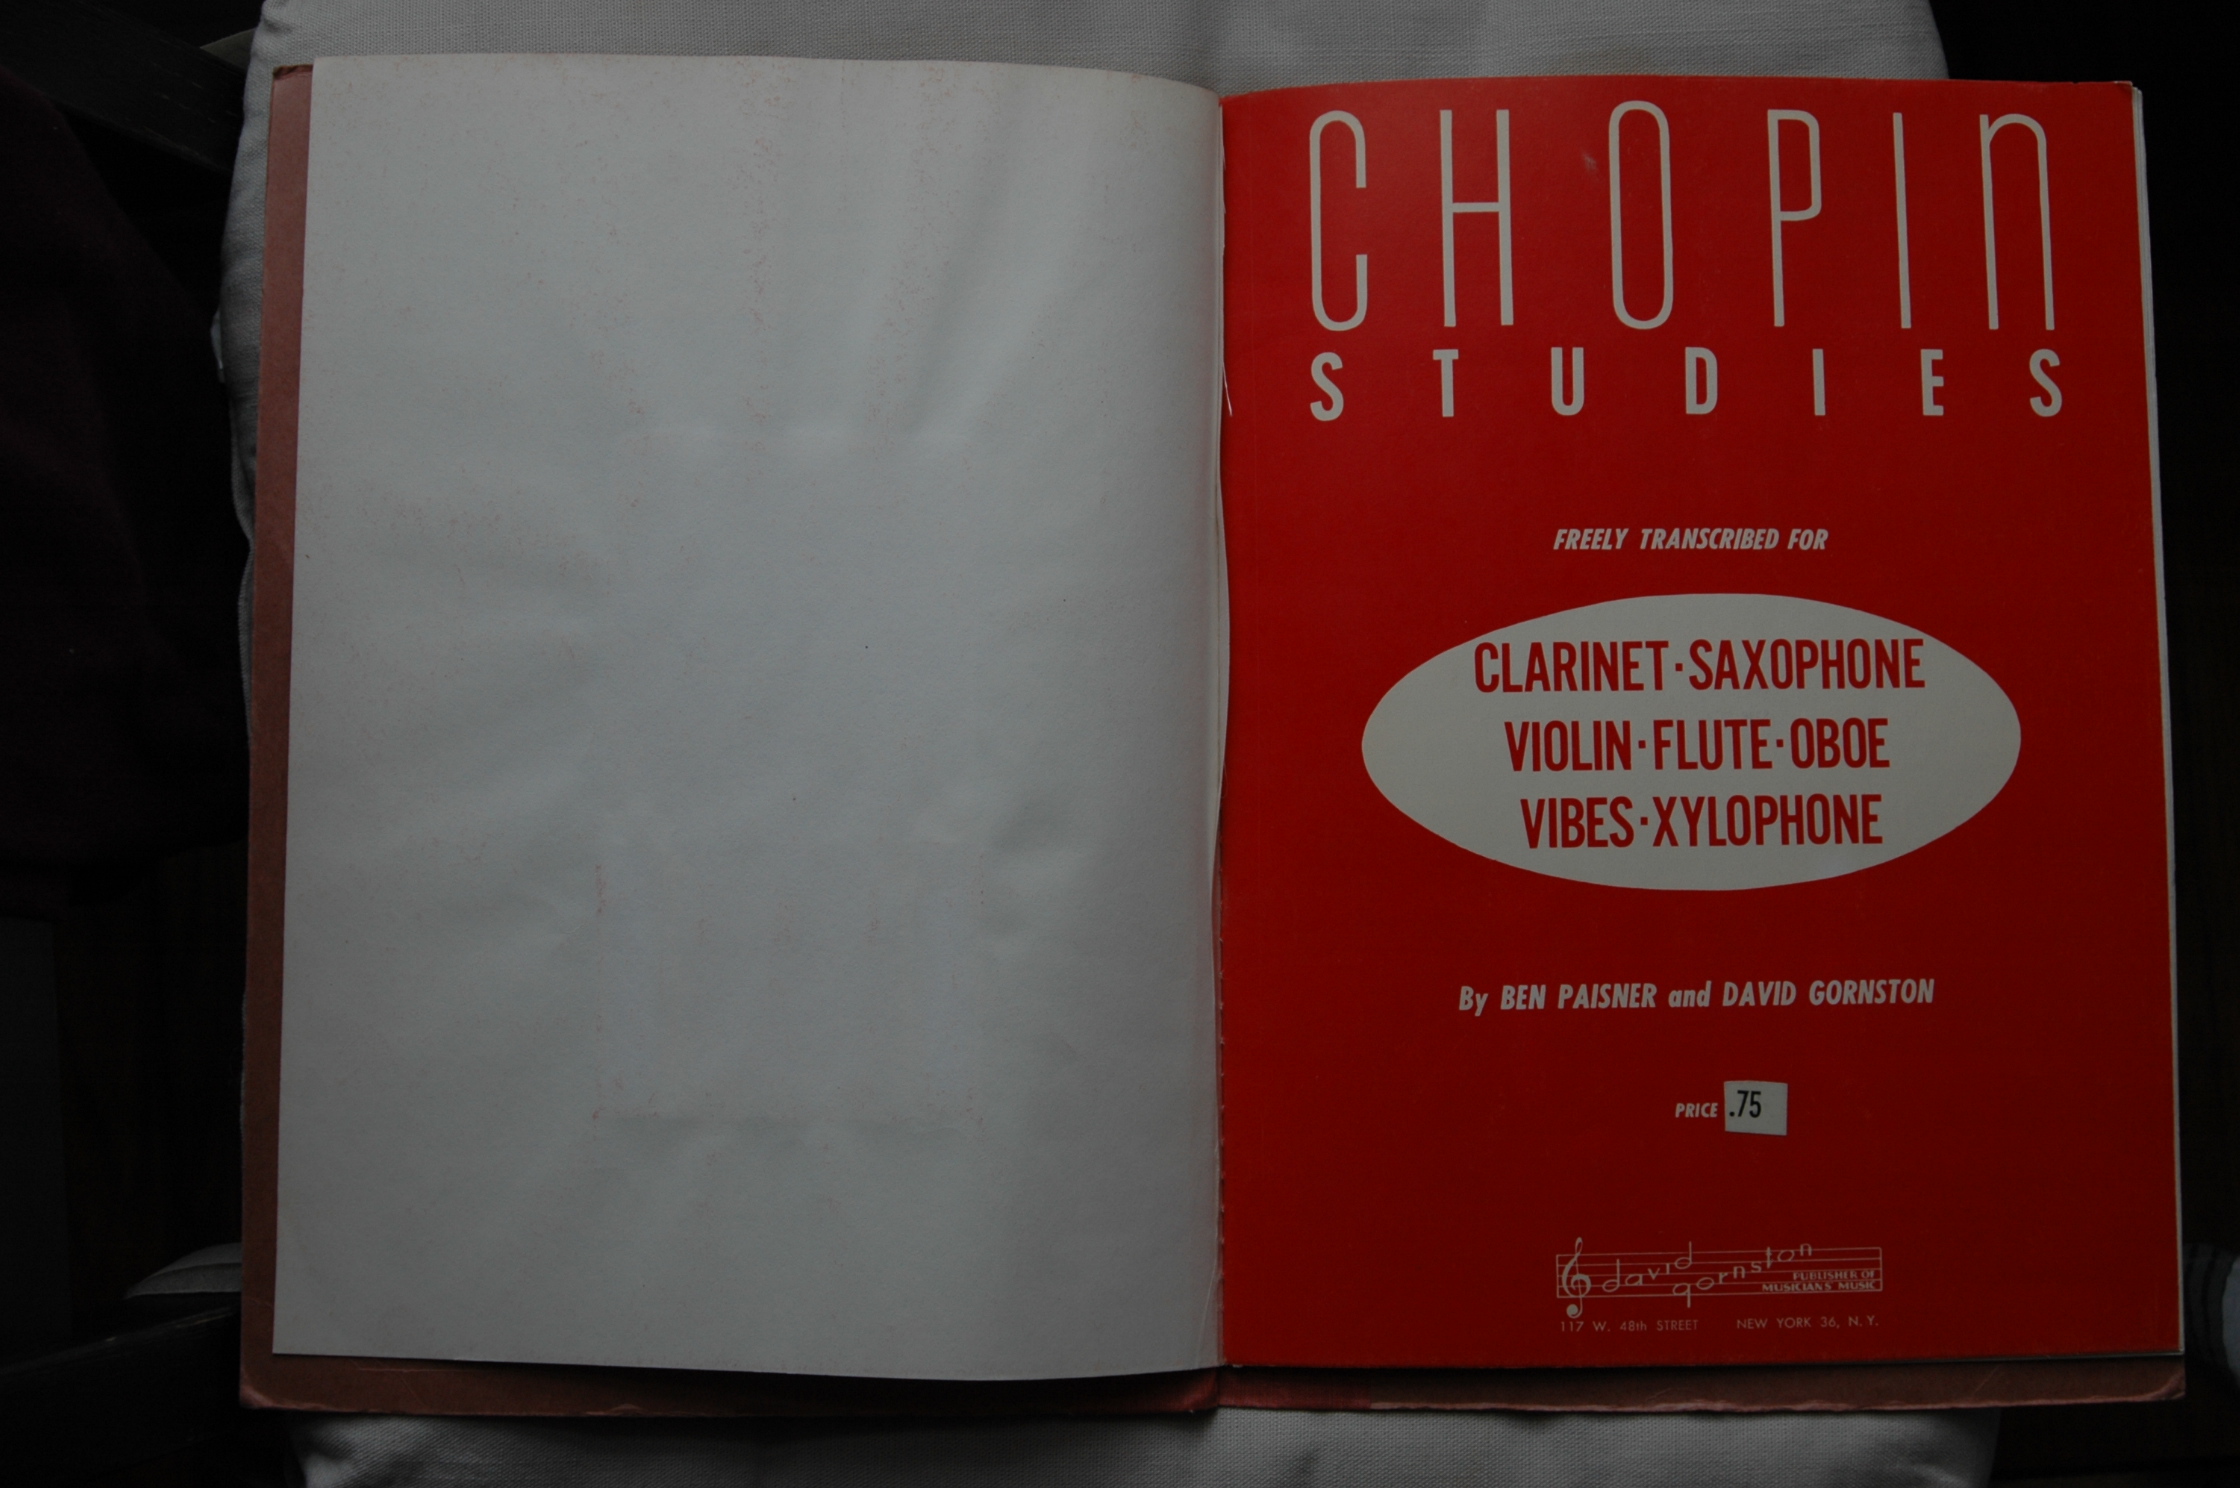 CHOPIn
STUDIES
FREELY TRANSCRIBED FOR
CLARINET·SAXOPHONE
VIOLIN·FLUTE·OBOE
VIBES·XYLOPHONE
By BEN PAISNER and DAVID GORNSTON
PRICE .75
david gornston
PUBLISHER OF
MUSICIANS' MUSIC
117 W. 48th STREET NEW YORK 36, N.Y.